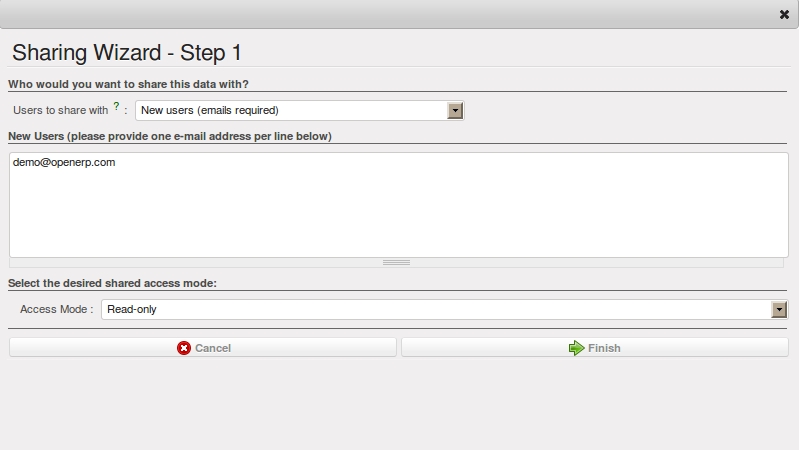 Sharing Wizard - Step 1
Who would you want to share this data with?
Users to share with ? : New users (emails required)
New Users (please provide one e-mail address per line below)
demo@openerp.com
Select the desired shared access mode:
Access Mode : Read-only
Cancel Finish